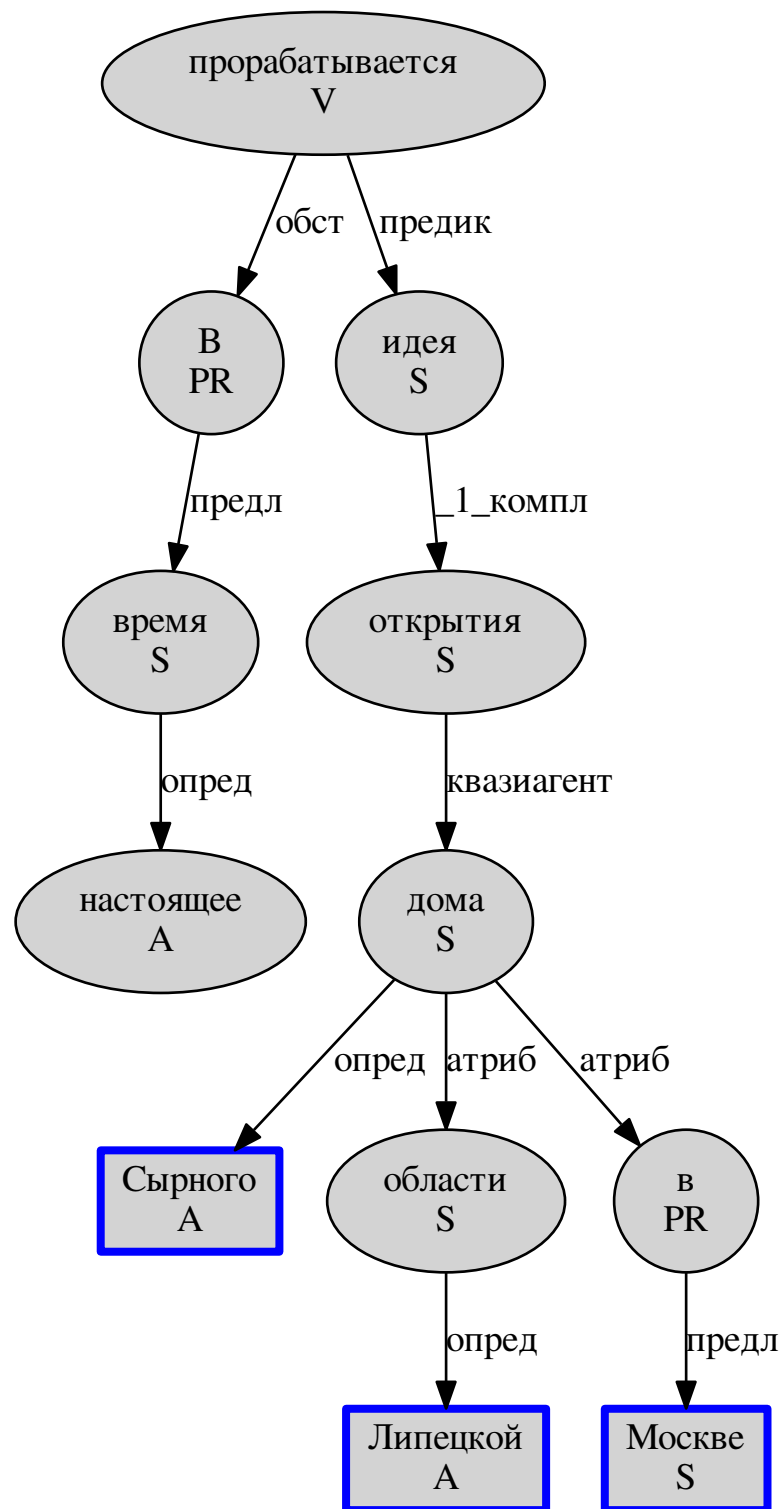 прорабатывается
V
обст
предик
В
PR
идея
S
предл
_1_компл
время
S
открытия
S
опред
квазиагент
настоящее
A
дома
S
опред
атриб
атриб
Сырного
A
области
S
в
PR
опред
предл
Липецкой
A
Москве
S